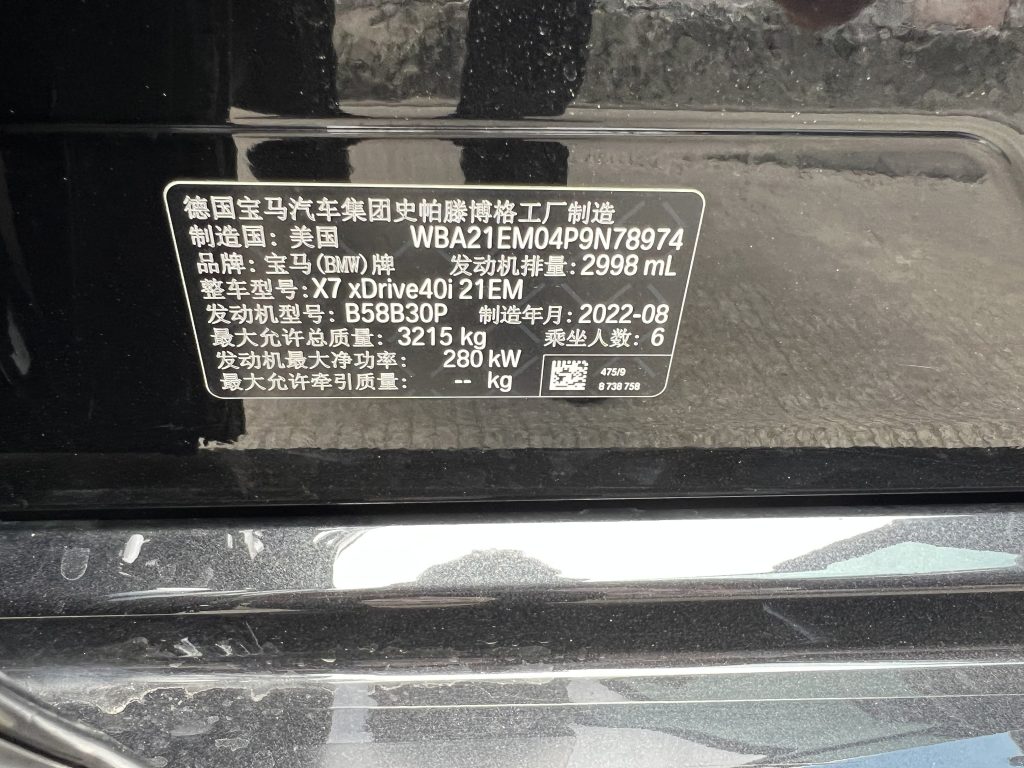 德国宝马汽车集团史帕滕博格工厂制造
制造国：美国 WBA21EM04P9N78974
品牌：宝马(BMW)牌 发动机排量：2998 mL
整车型号：X7 xDrive40i 21EM
发动机型号：B58B30P 制造年月：2022-08
最大允许总质量：3215 kg 乘坐人数：6
发动机最大净功率：280 kW
最大允许牵引质量：-- kg
475/9
8 738 758